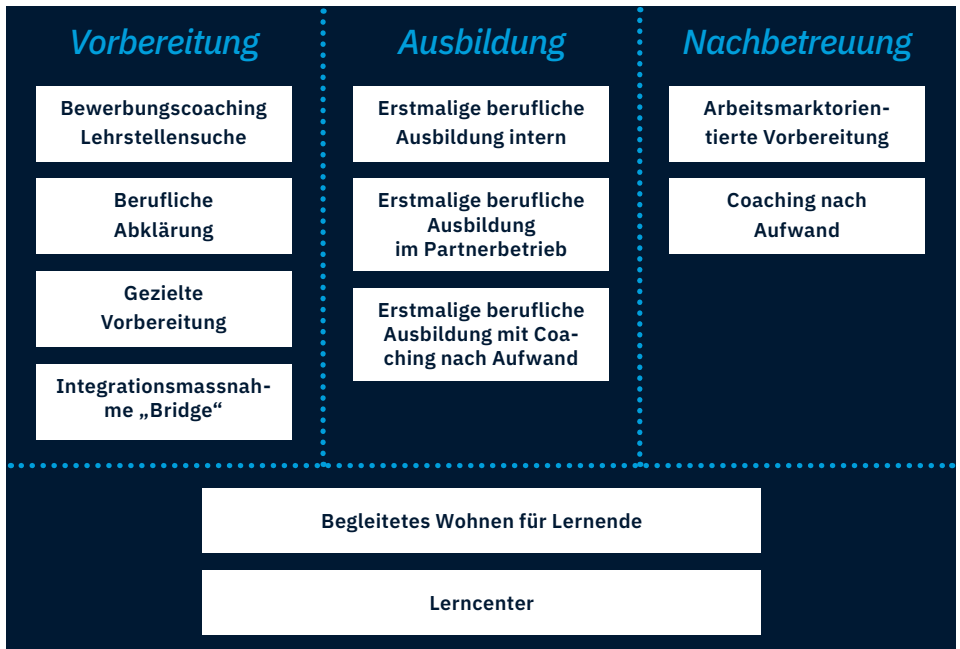 Vorbereitung
Bewerbungscoaching
Lehrstellensuche
Berufliche
Abklärung
Gezielte
Vorbereitung
Integrationsmassnah-
me „Bridge“
Ausbildung
Erstmalige berufliche
Ausbildung intern
Erstmalige berufliche
Ausbildung
im Partnerbetrieb
Erstmalige berufliche
Ausbildung mit Coa-
ching nach Aufwand
Nachbetreuung
Arbeitsmarktorien-
tierte Vorbereitung
Coaching nach
Aufwand
Begleitetes Wohnen für Lernende
Lerncenter